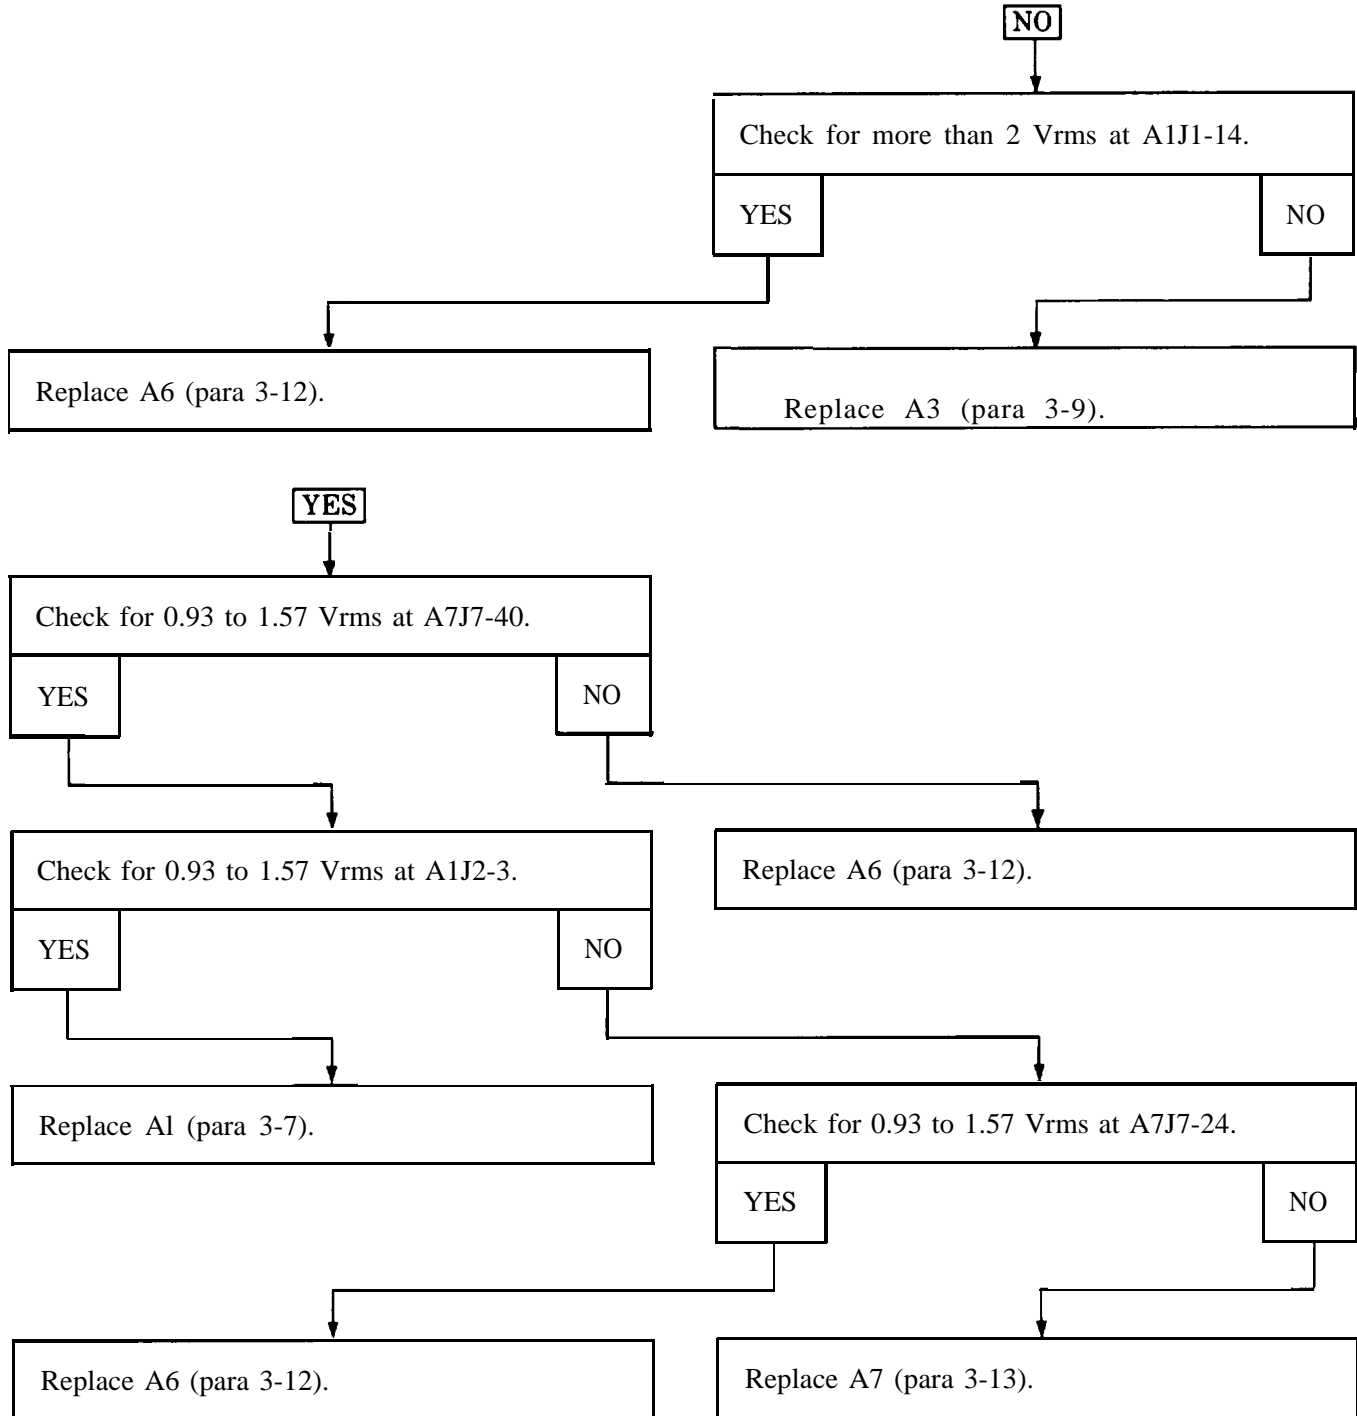 NO
Check for more than 2 Vrms at A1J1-14.
YES
NO
Replace A6 (para 3-12).
Replace A3 (para 3-9).
YES
Check for 0.93 to 1.57 Vrms at A7J7-40.
YES
NO
Check for 0.93 to 1.57 Vrms at A1J2-3.
Replace A6 (para 3-12).
YES
NO
Replace Al (para 3-7).
Check for 0.93 to 1.57 Vrms at A7J7-24.
YES
NO
Replace A6 (para 3-12).
Replace A7 (para 3-13).